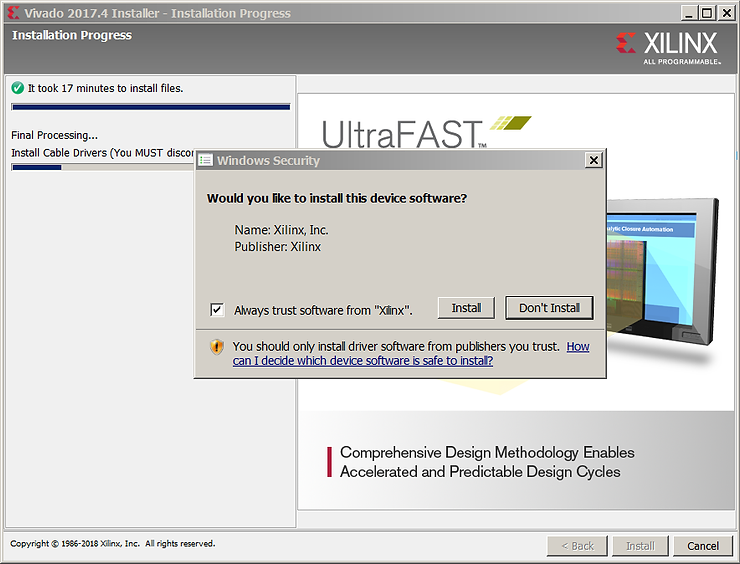 Vivado 2017.4 Installer - Installation Progress
Installation Progress
XILINX
ALL PROGRAMMABLE™
It took 17 minutes to install files.
Final Processing...
Install Cable Drivers (You MUST discon
UltraFAST™
alytic Closure Automation
Windows Security
Would you like to install this device software?
Name: Xilinx, Inc.
Publisher: Xilinx
Always trust software from "Xilinx".
Install
Don't Install
You should only install driver software from publishers you trust. How
can I decide which device software is safe to install?
Comprehensive Design Methodology Enables
Accelerated and Predictable Design Cycles
Copyright © 1986-2018 Xilinx, Inc. All rights reserved.
< Back
Install
Cancel